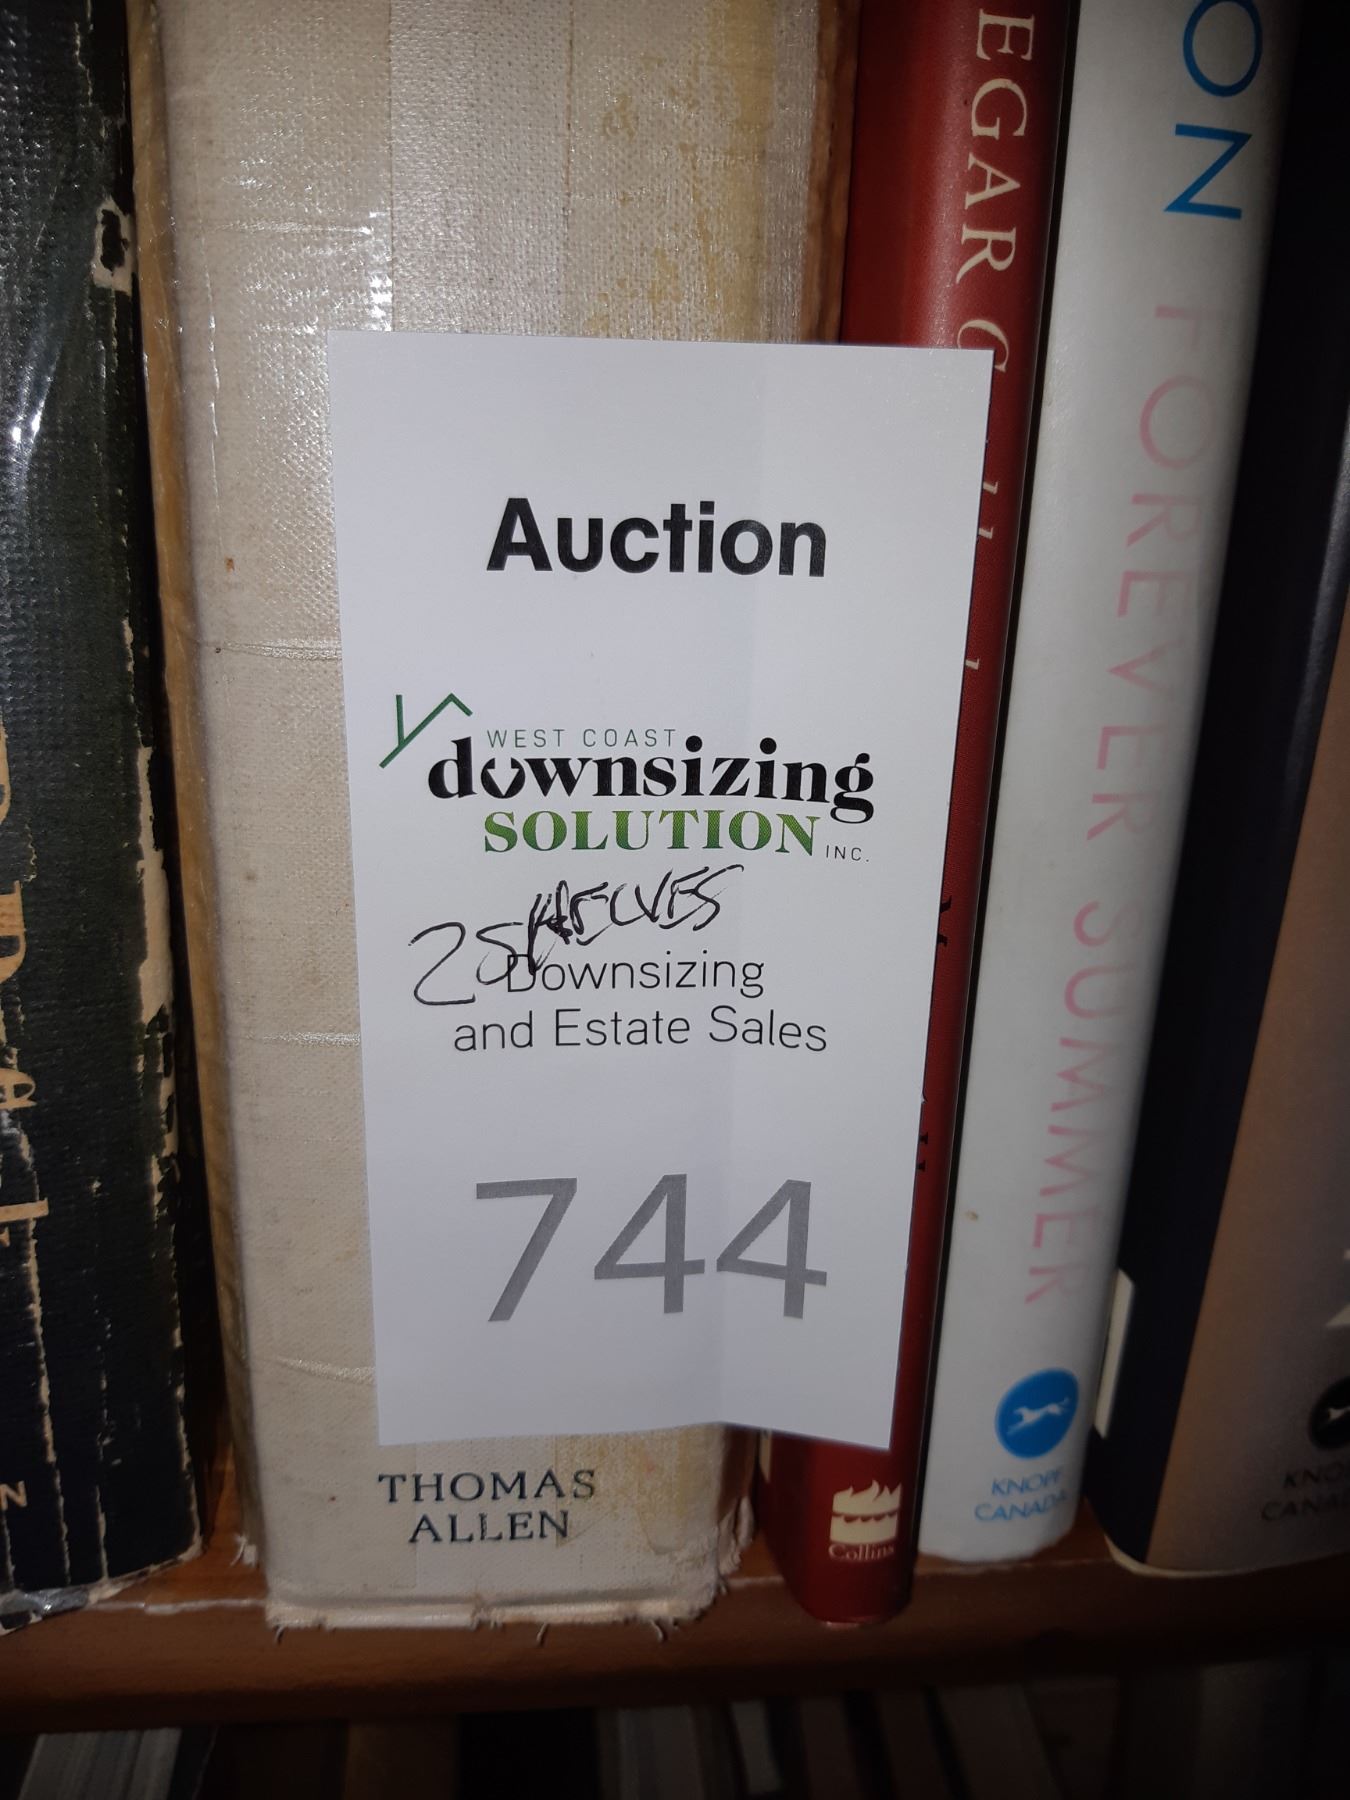 Auction
WEST COAST
downsizing
SOLUTION INC.
2 SHELVES
Downsizing
and Estate Sales
744
THOMAS
ALLEN
EGAR
Collins
ON FOREVER SUMMER
KNOPF
CANADA